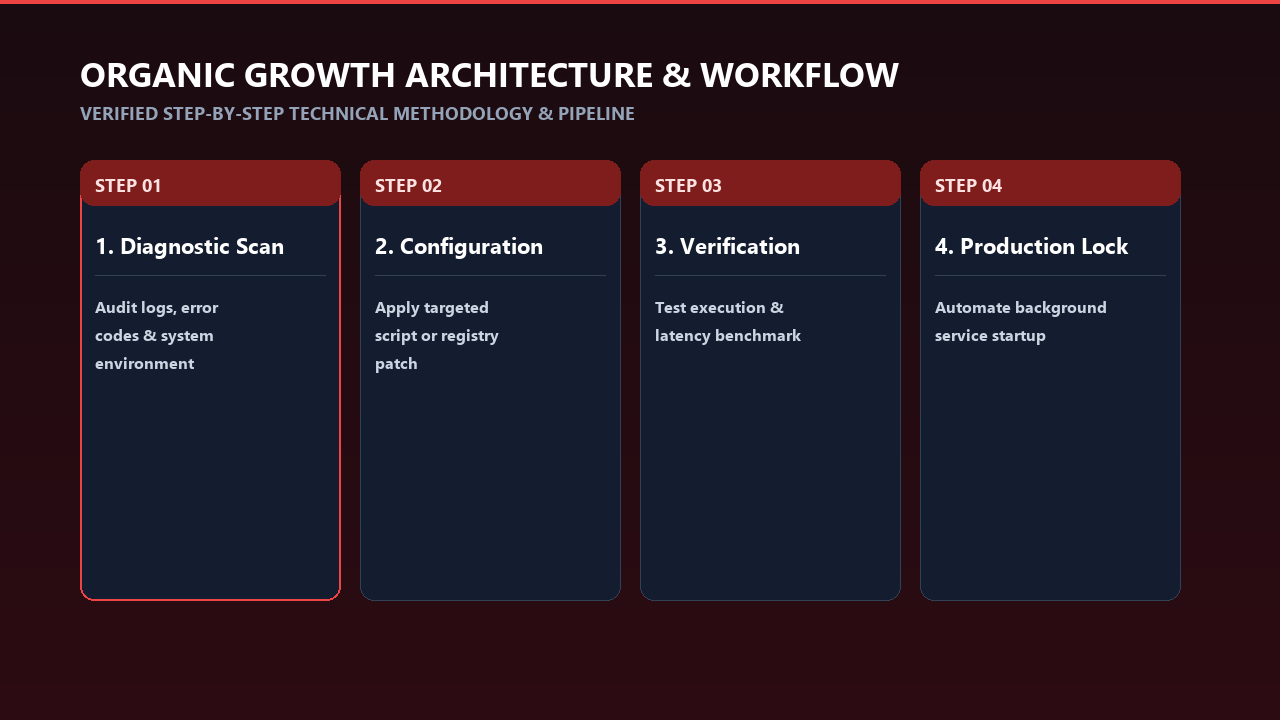 ORGANIC GROWTH ARCHITECTURE & WORKFLOW
VERIFIED STEP-BY-STEP TECHNICAL METHODOLOGY & PIPELINE
STEP 01
1. Diagnostic Scan
Audit logs, error
codes & system
environment
STEP 02
2. Configuration
Apply targeted
script or registry
patch
STEP 03
3. Verification
Test execution &
latency benchmark
STEP 04
4. Production Lock
Automate background
service startup